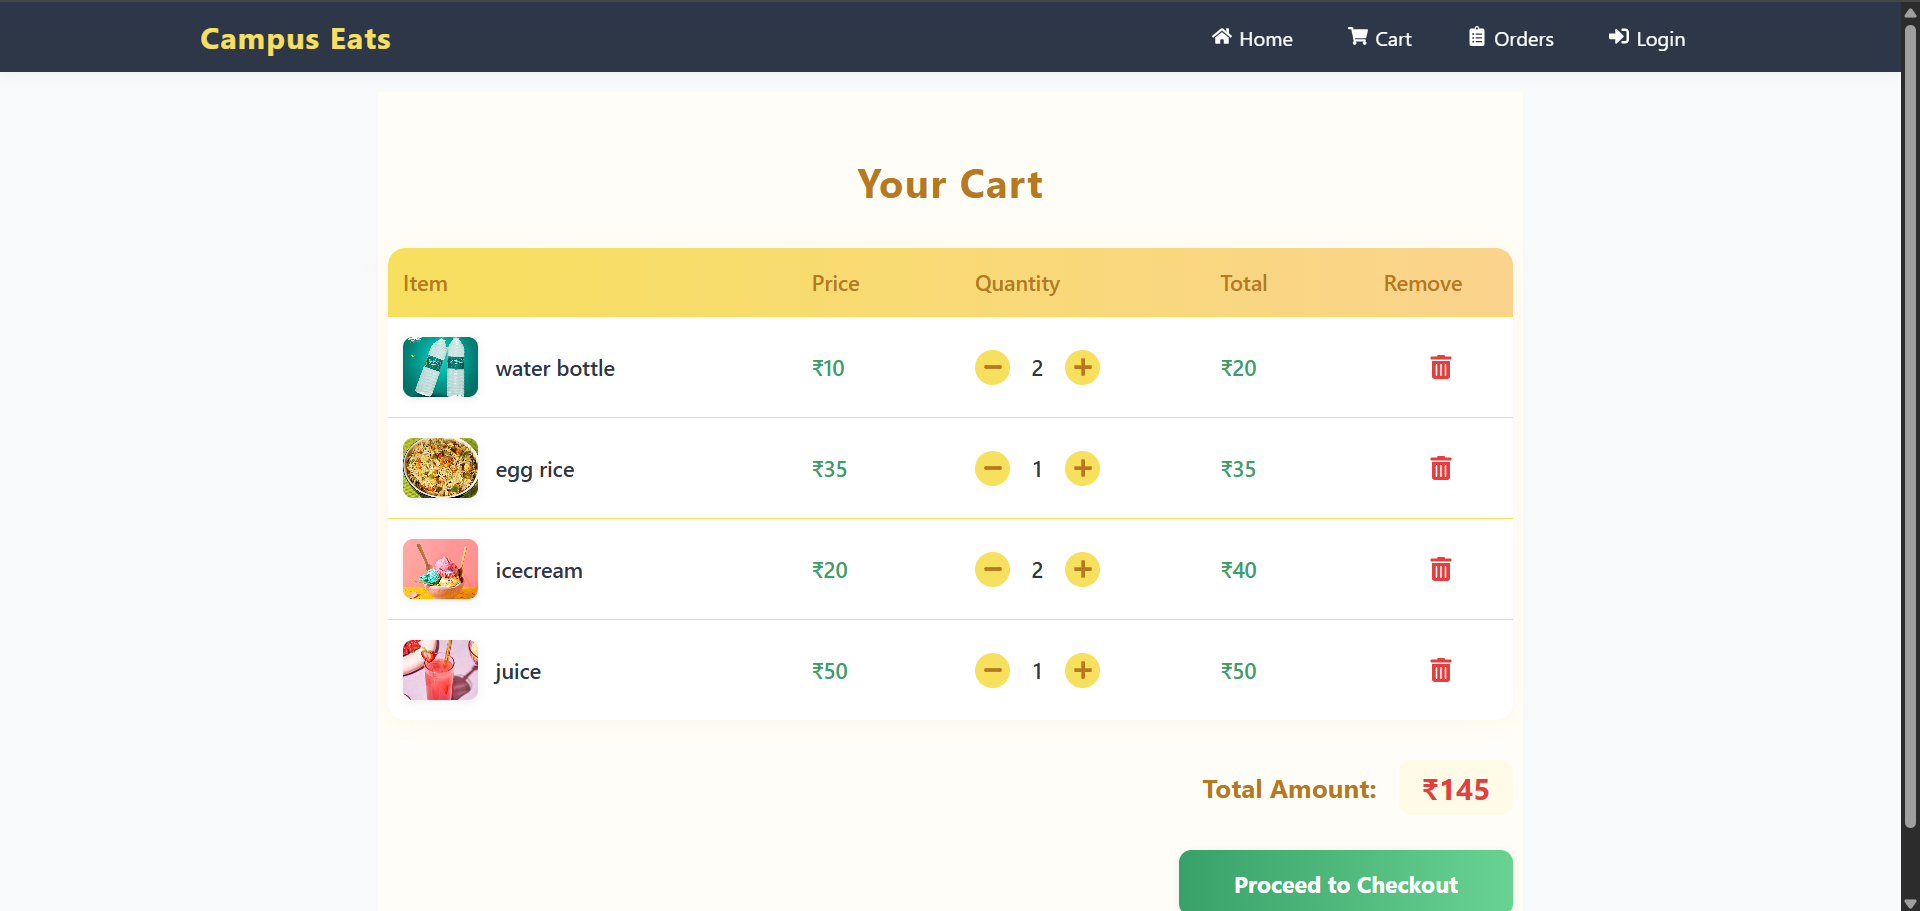 Campus Eats Home Cart Orders Login
Your Cart
Item Price Quantity Total Remove
water bottle ₹10 2 ₹20
egg rice ₹35 1 ₹35
icecream ₹20 2 ₹40
juice ₹50 1 ₹50
Total Amount: ₹145
Proceed to Checkout